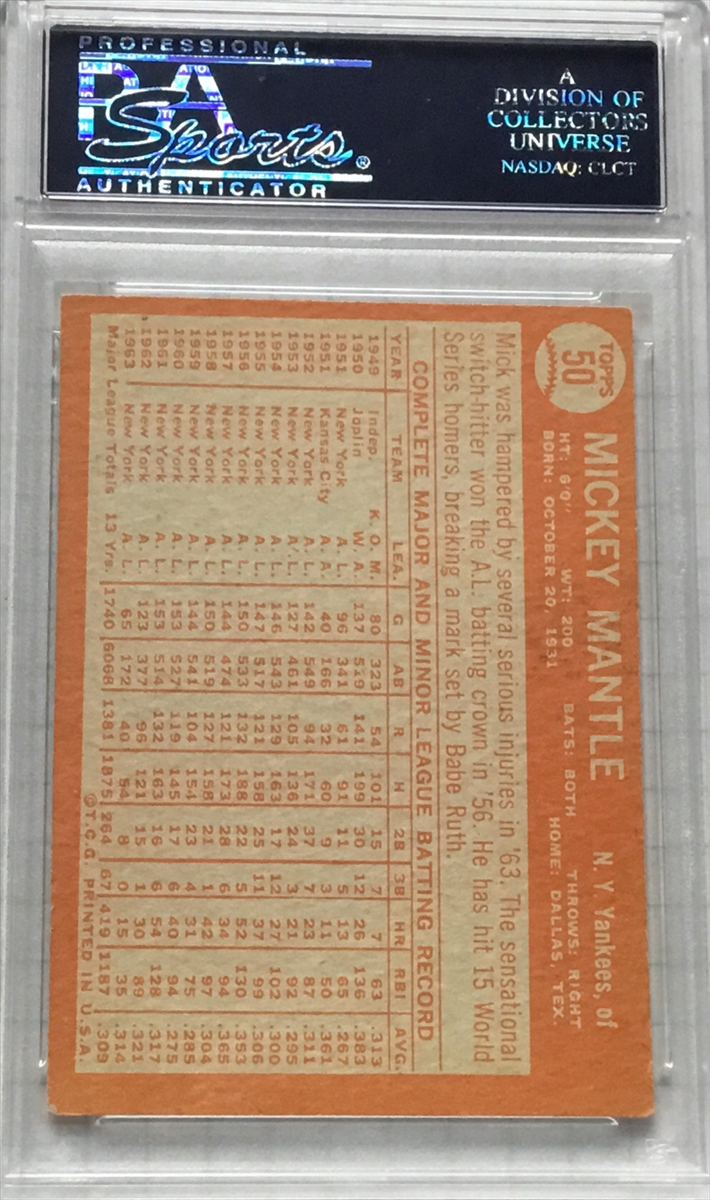 PROFESSIONAL
PSA
Sports®
AUTHENTICATOR
A
DIVISION OF
COLLECTORS
UNIVERSE
NASDAQ: CLCT
TOPPS
50
MICKEY MANTLE N. Y. Yankees, of
HT: 6'0" WT: 200 BATS: BOTH THROWS: RIGHT
BORN: OCTOBER 20, 1931 HOME: DALLAS, TEX.
Mick was hampered by several serious injuries in '63. The sensational
switch-hitter won the A.L. batting crown in '56. He has hit 15 World
Series homers, breaking a mark set by Babe Ruth.
COMPLETE MAJOR AND MINOR LEAGUE BATTING RECORD
YEAR TEAM LEA. G AB R H 2B 3B HR RBI AVG.
1949 Indep. K. O. M. 80 323 54 101 15 7 7 63 .313
1950 Joplin W. A. 137 519 141 199 30 12 26 136 .383
1951 New York A. L. 96 341 61 91 11 5 13 65 .267
1951 Kansas City A. A. 40 166 32 60 9 3 11 50 .361
1952 New York A. L. 142 549 94 171 37 7 23 87 .311
1953 New York A. L. 127 461 105 136 24 3 21 92 .295
1954 New York A. L. 146 543 129 163 17 12 27 102 .300
1955 New York A. L. 147 517 121 158 25 11 37 99 .306
1956 New York A. L. 150 533 132 188 22 5 52 130 .353
1957 New York A. L. 144 474 121 173 28 6 34 94 .365
1958 New York A. L. 150 519 127 158 21 1 42 97 .304
1959 New York A. L. 144 541 104 154 23 4 31 75 .285
1960 New York A. L. 153 527 119 145 17 6 40 94 .275
1961 New York A. L. 153 514 132 163 16 6 54 128 .317
1962 New York A. L. 123 377 96 121 15 1 30 89 .321
1963 New York A. L. 65 172 40 54 8 0 15 35 .314
Major League Totals 13 Yrs. 1740 6068 1381 1875 264 67 419 1187 .309
©T.C.G. PRINTED IN U.S.A.